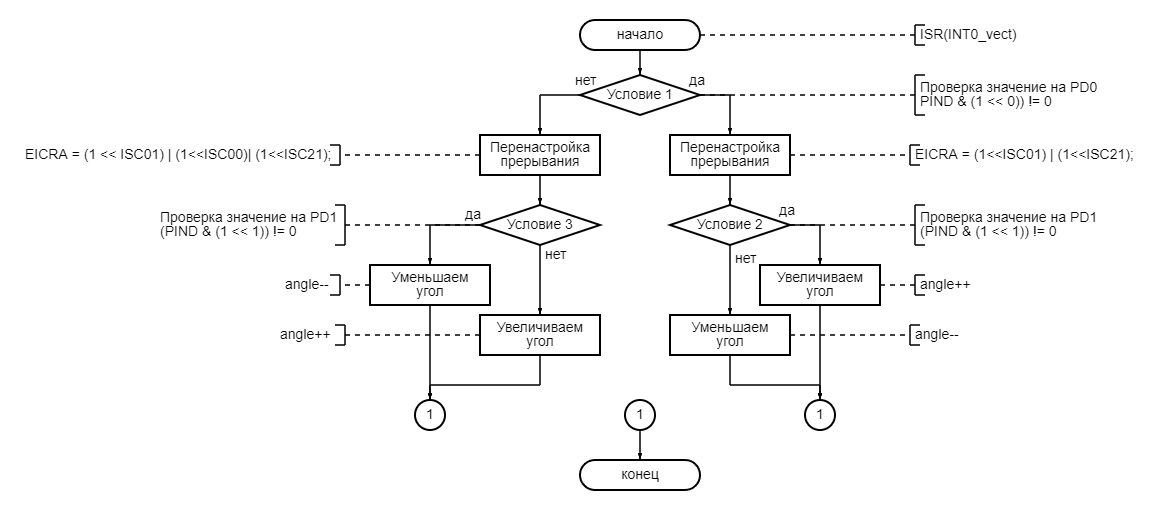 начало
ISR(INT0_vect)
нет
да
Условие 1
Проверка значение на PD0
PIND & (1 << 0)) != 0
EICRA = (1 << ISC01) | (1<<ISC00)| (1<<ISC21);
Перенастройка
прерывания
Перенастройка
прерывания
EICRA = (1<<ISC01) | (1<<ISC21);
Проверка значение на PD1
(PIND & (1 << 1)) != 0
да
Условие 3
нет
Условие 2
да
нет
Проверка значение на PD1
(PIND & (1 << 1)) != 0
angle--
Уменьшаем
угол
Увеличиваем
угол
angle++
angle++
Увеличиваем
угол
Уменьшаем
угол
angle--
1
1
1
конец